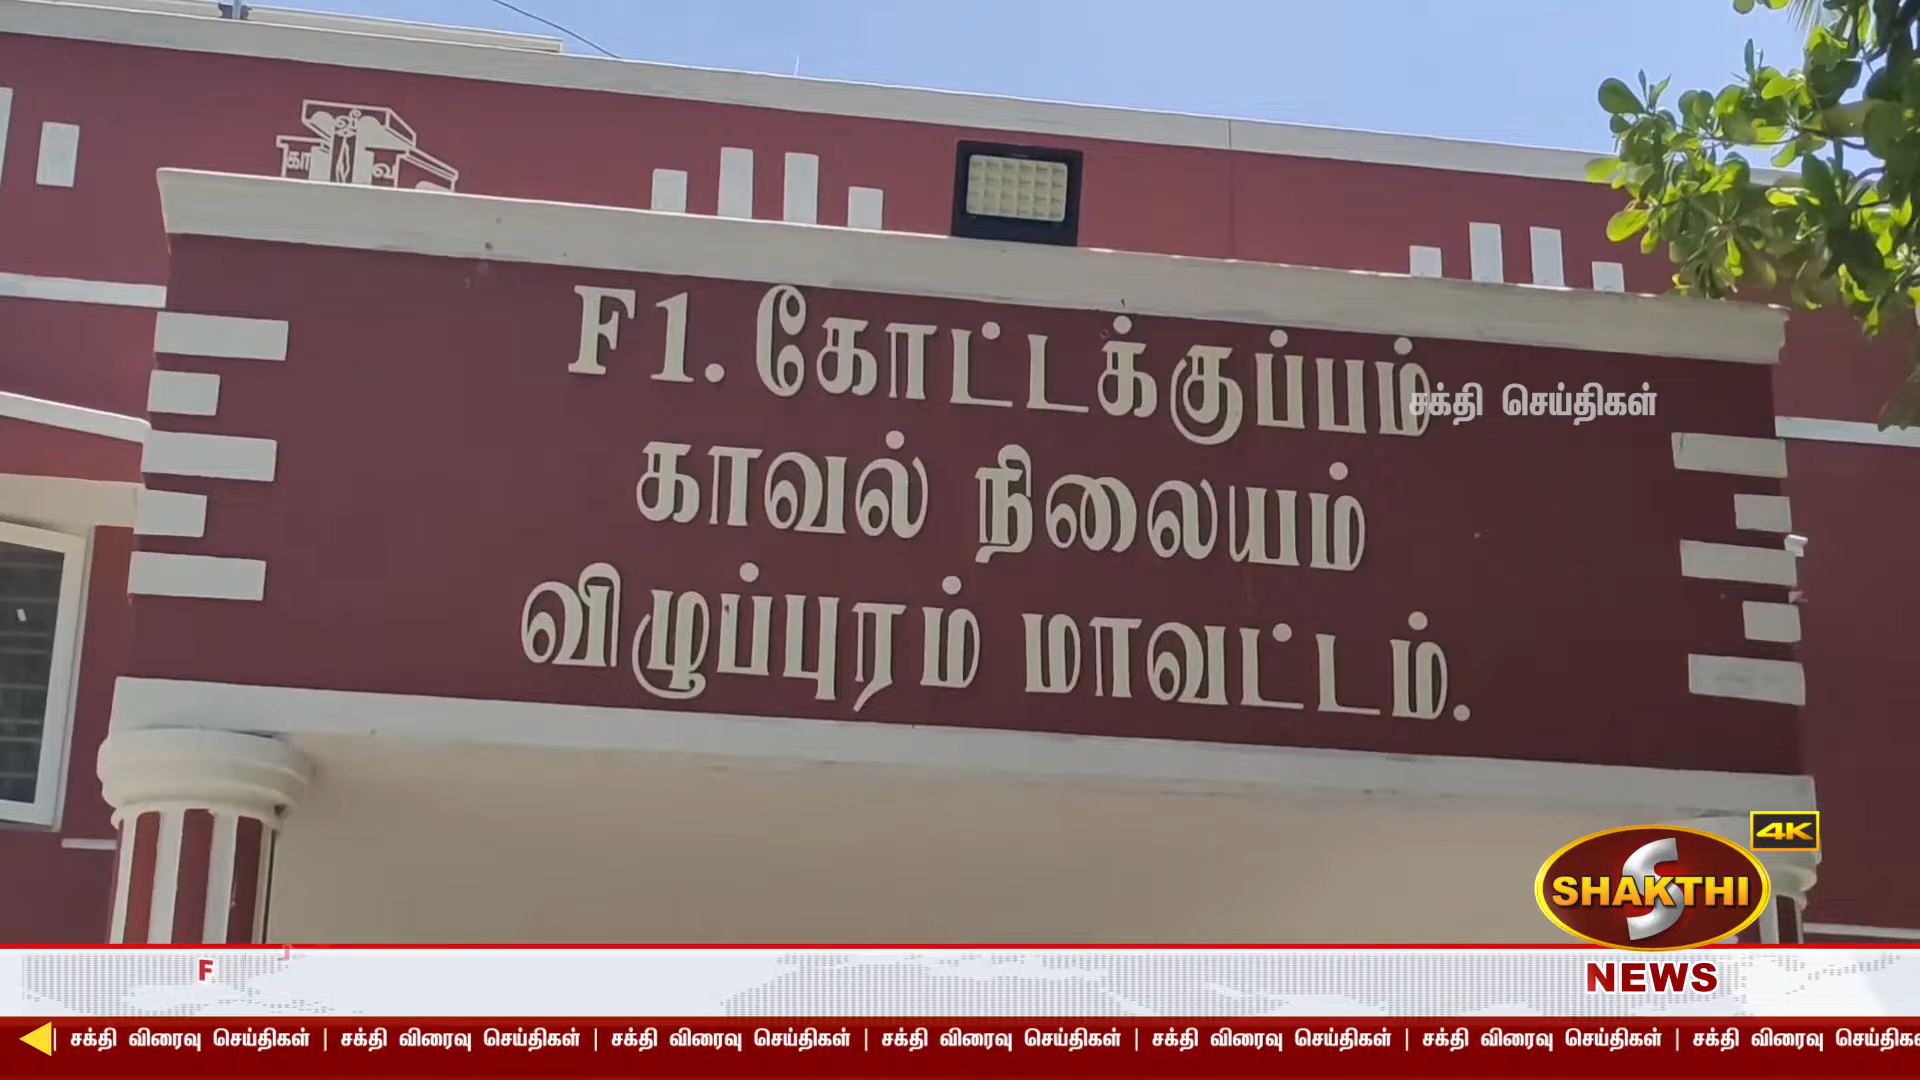 வீ
கா வ
F1. கோட்டக்குப்பம்
சக்தி செய்திகள்
காவல் நிலையம்
விழுப்புரம் மாவட்டம்.
4K
SHAKTHI
NEWS
F
| சக்தி விரைவு செய்திகள் | சக்தி விரைவு செய்திகள் | சக்தி விரைவு செய்திகள் | சக்தி விரைவு செய்திகள் | சக்தி விரைவு செய்திகள் | சக்தி விரைவு செய்திகள் | சக்தி விரைவு